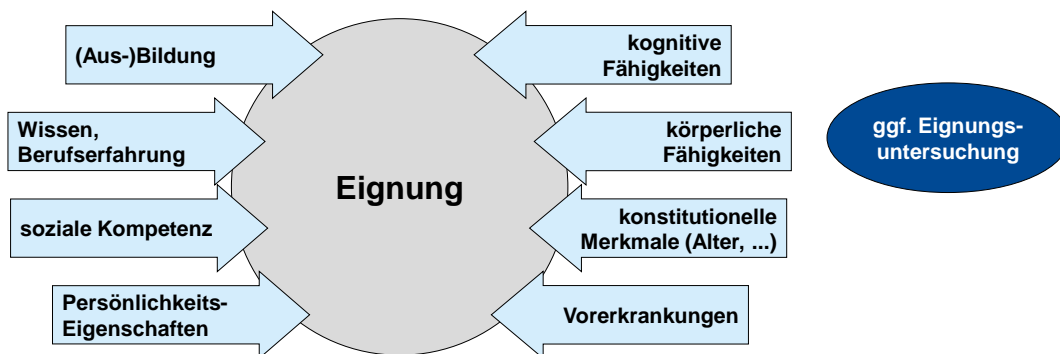 (Aus-)Bildung
kognitive
Fähigkeiten
Wissen,
Berufserfahrung
körperliche
Fähigkeiten
ggf. Eignungs-
untersuchung
Eignung
soziale Kompetenz
konstitutionelle
Merkmale (Alter, ...)
Persönlichkeits-
Eigenschaften
Vorerkrankungen